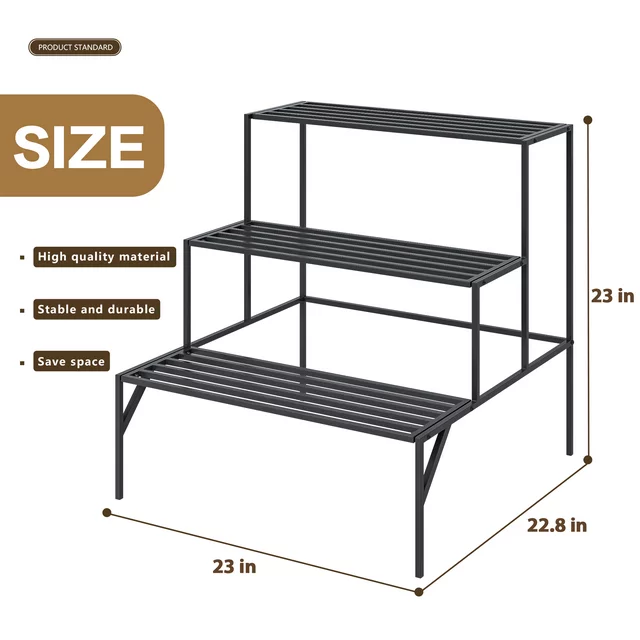 PRODUCT STANDARD
SIZE
High quality material
Stable and durable
Save space
23 in
22.8 in
23 in